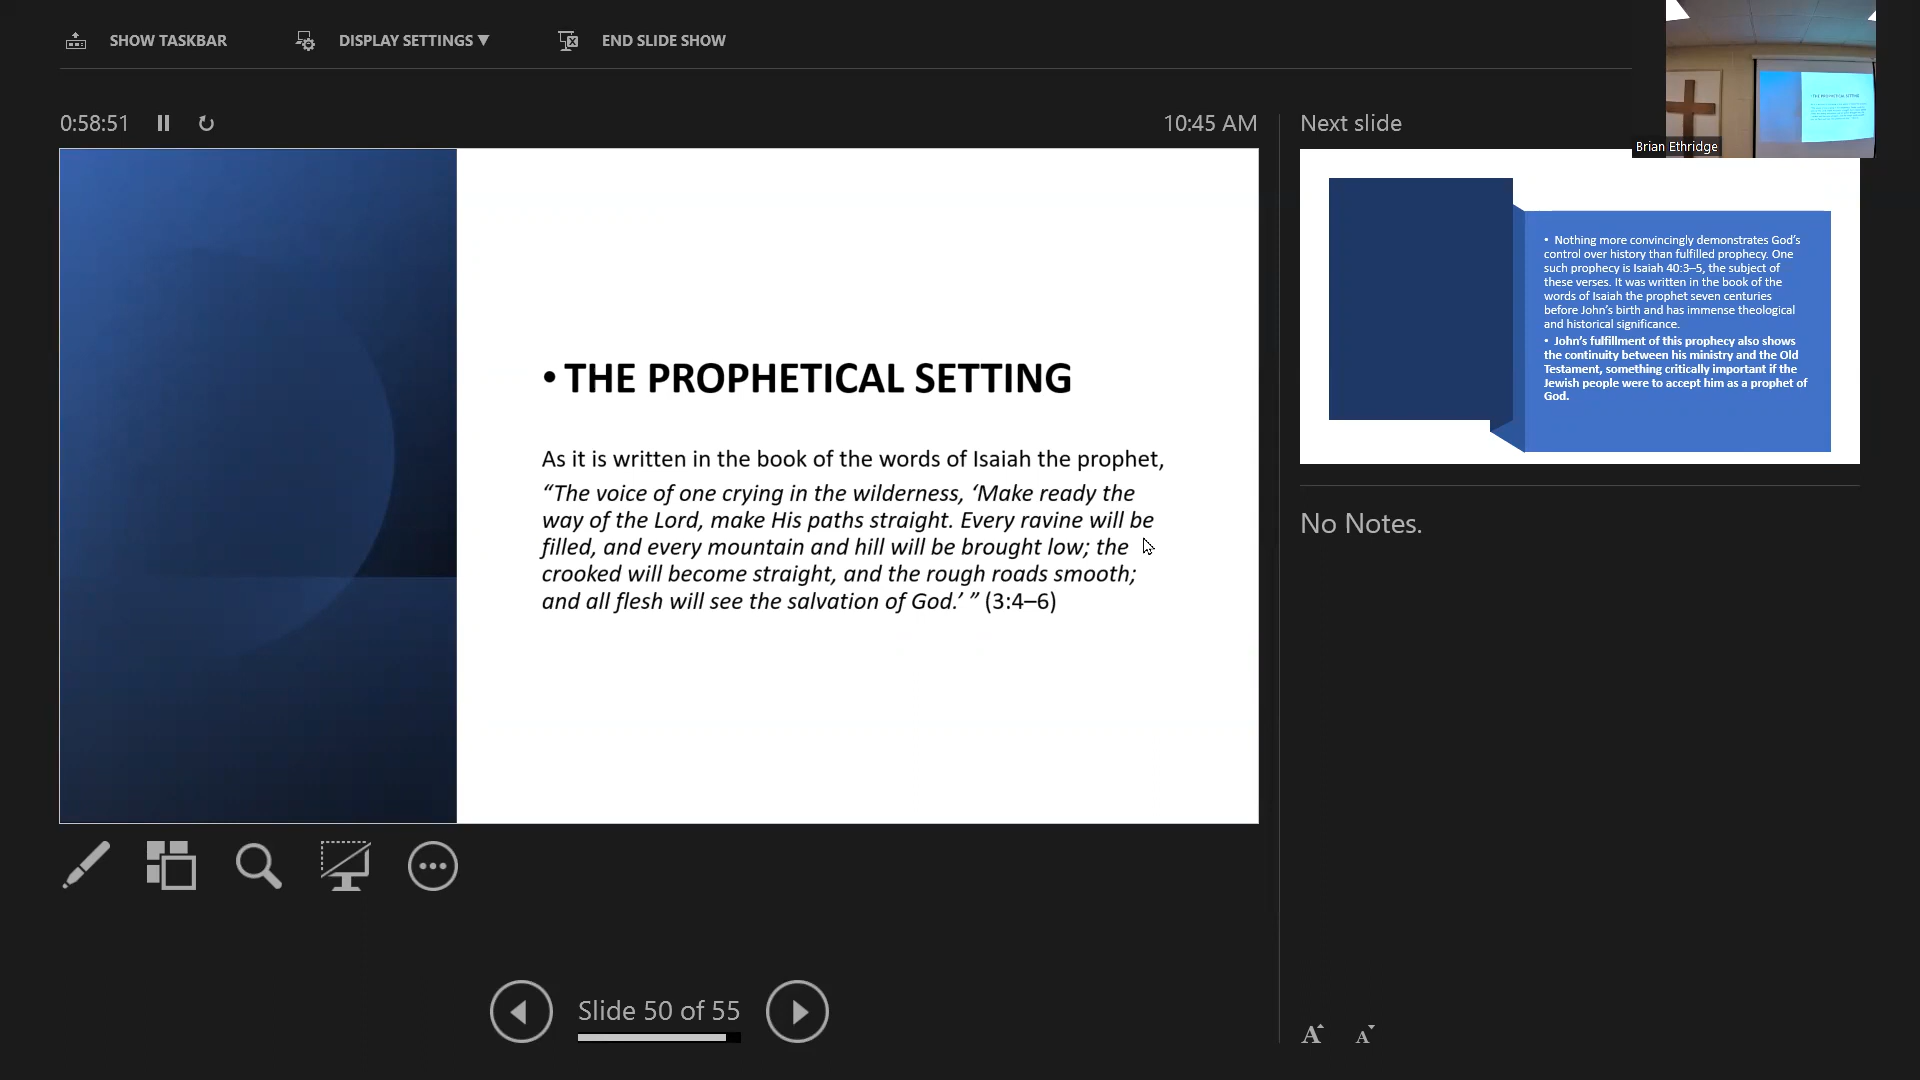 SHOW TASKBAR
DISPLAY SETTINGS ▼
END SLIDE SHOW
0:58:51
10:45 AM
Next slide
THE PROPHETICAL SETTING
Brian Ethridge
• THE PROPHETICAL SETTING
As it is written in the book of the words of Isaiah the prophet,
“The voice of one crying in the wilderness, ‘Make ready the
way of the Lord, make His paths straight. Every ravine will be
filled, and every mountain and hill will be brought low; the
crooked will become straight, and the rough roads smooth;
and all flesh will see the salvation of God.’ ” (3:4–6)
• Nothing more convincingly demonstrates God’s
control over history than fulfilled prophecy. One
such prophecy is Isaiah 40:3–5, the subject of
these verses. It was written in the book of the
words of Isaiah the prophet seven centuries
before John’s birth and has immense theological
and historical significance.
• John’s fulfillment of this prophecy also shows
the continuity between his ministry and the Old
Testament, something critically important if the
Jewish people were to accept him as a prophet of
God.
No Notes.
Slide 50 of 55
A A